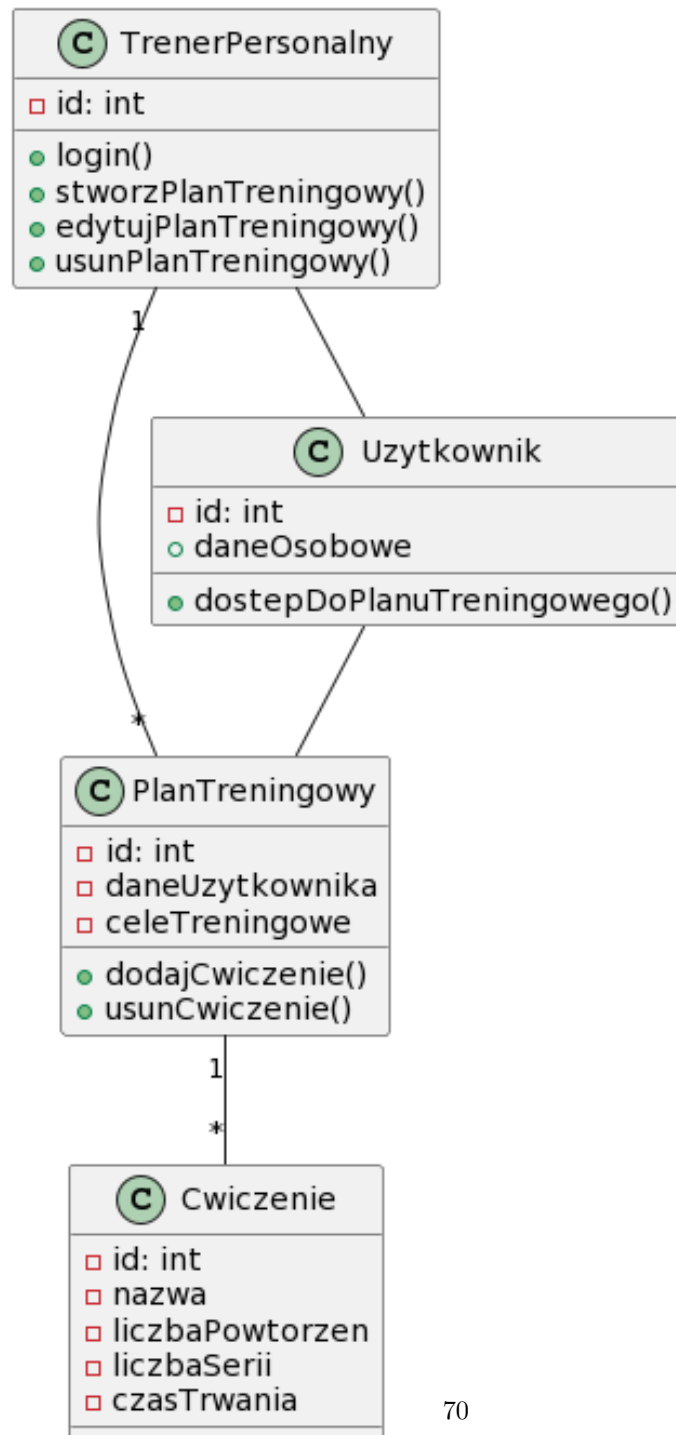 C TrenerPersonalny
id: int
login()
stworzPlanTreningowy()
edytujPlanTreningowy()
usunPlanTreningowy()
1
C Uzytkownik
id: int
daneOsobowe
dostepDoPlanuTreningowego()
*
C PlanTreningowy
id: int
daneUzytkownika
celeTreningowe
dodajCwiczenie()
usunCwiczenie()
1
*
C Cwiczenie
id: int
nazwa
liczbaPowtorzen
liczbaSerii
czasTrwania
70